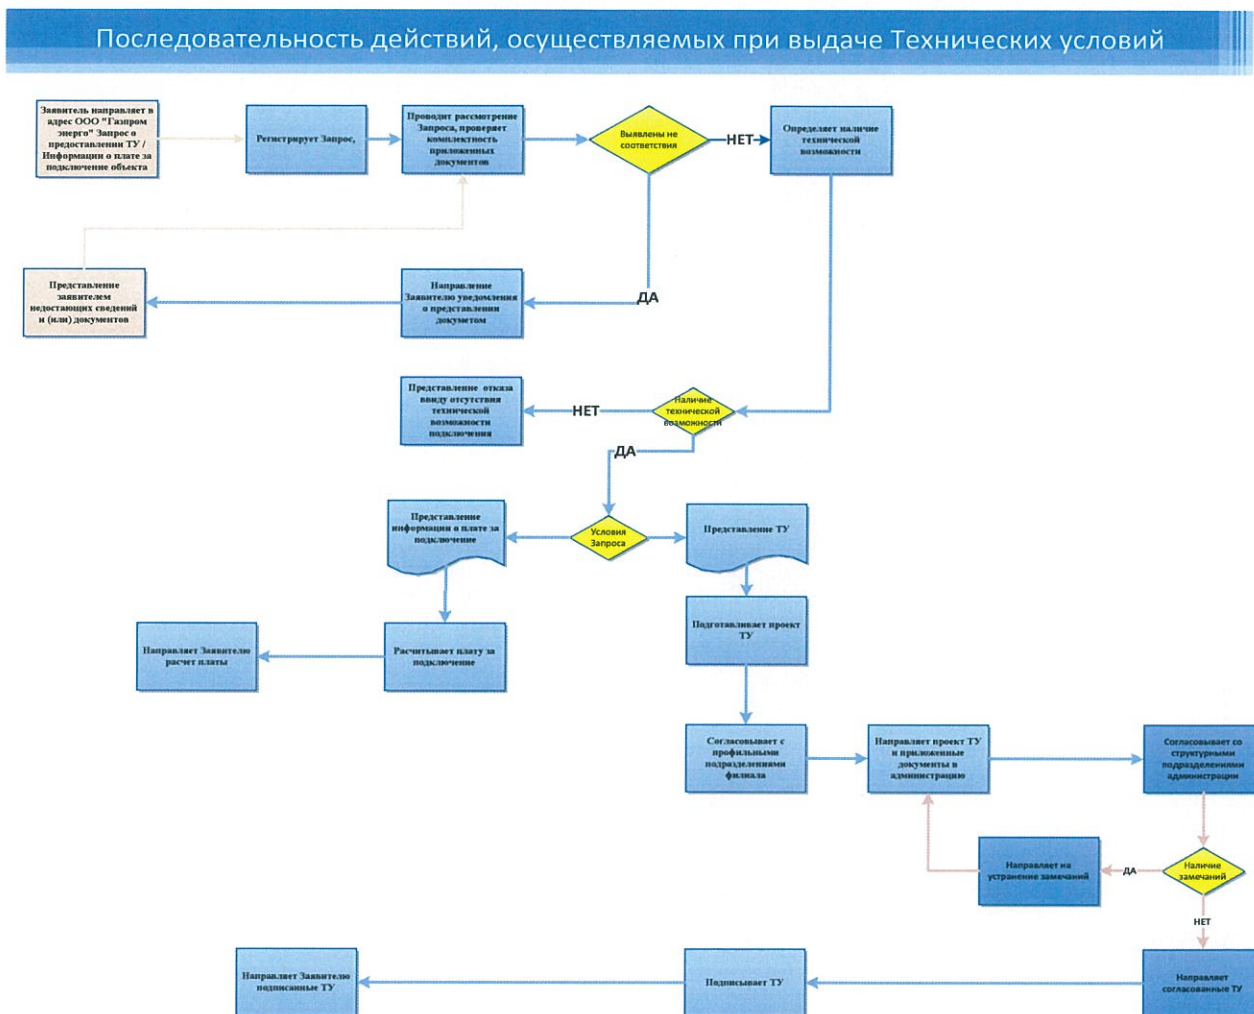 Последовательность действий, осуществляемых при выдаче Технических условий
Заявитель направляет в
адрес ООО "Газпром
энерго" Запрос о
предоставлении ТУ /
Информации о плате за
подключение объекта
Регистрирует Запрос,
Проводит рассмотрение
Запроса, проверяет
комплектность
приложенных
документов
Выявлены не
соответствия
НЕТ
Определяет наличие
технической
возможности
ДА
Направление
Заявителю уведомления
о представлении
документом
Представление
заявителем
недостающих сведений
и (или) документов
Представление отказа
ввиду отсутствия
технической
возможности
подключения
НЕТ
Наличие
технической
возможности
ДА
Представление
информации о плате за
подключение
Условия
Запроса
Представление ТУ
Подготавливает проект
ТУ
Расчитывает плату за
подключение
Направляет Заявителю
расчет платы
Согласовывает с
профильными
подразделениями
филиала
Направляет проект ТУ
и приложенные
документы в
администрацию
Согласовывает со
структурными
подразделениями
администрации
Направляет на
устранение замечаний
ДА
Наличие
замечаний
НЕТ
Направляет Заявителю
подписанные ТУ
Подписывает ТУ
Направляет
согласованные ТУ